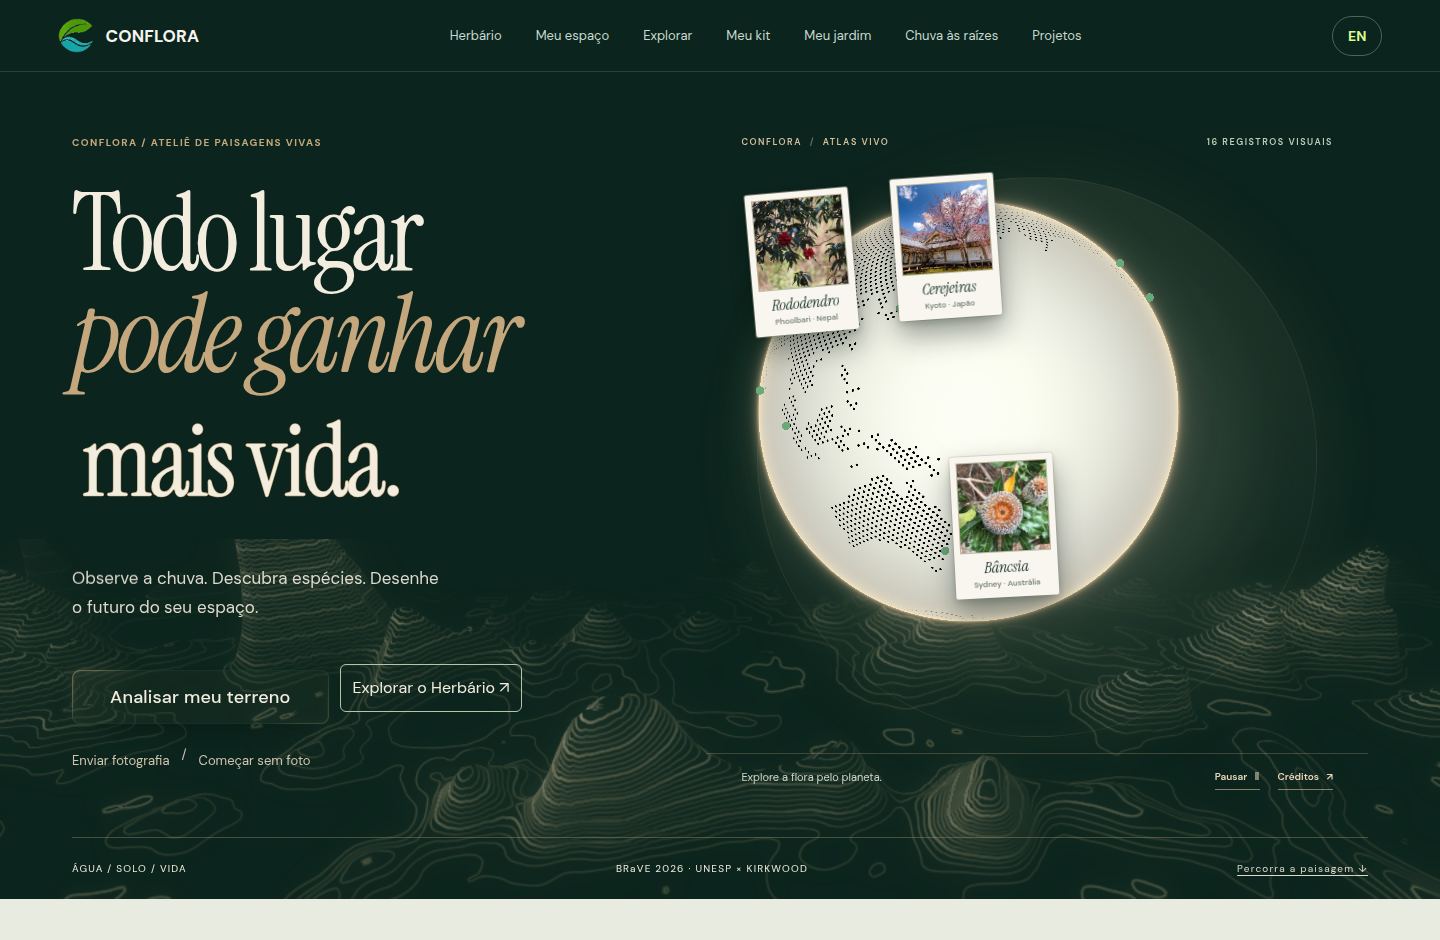 CONFLORA
Herbário
Meu espaço
Explorar
Meu kit
Meu jardim
Chuva às raízes
Projetos
EN
CONFLORA / ATELIÊ DE PAISAGENS VIVAS
Todo lugar
pode ganhar
mais vida.
Observe a chuva. Descubra espécies. Desenhe
o futuro do seu espaço.
Analisar meu terreno
Explorar o Herbário ↗
Enviar fotografia / Começar sem foto
CONFLORA / ATLAS VIVO
16 REGISTROS VISUAIS
Rododendro
Phoolbari · Nepal
Cerejeiras
Kyoto · Japão
Bâncsia
Sydney · Austrália
Explore a flora pelo planeta.
Pausar Ⅱ
Créditos ↗
ÁGUA / SOLO / VIDA
BRaVE 2026 · UNESP × KIRKWOOD
Percorra a paisagem ↓